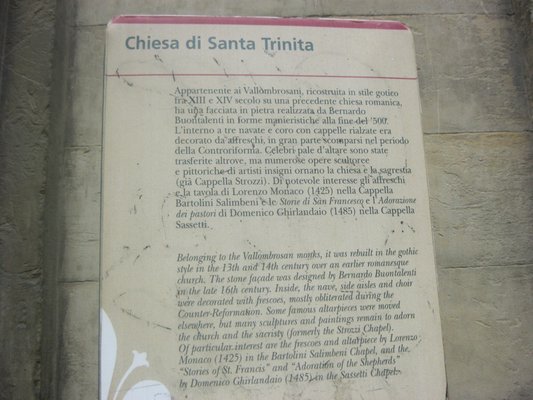 Chiesa di Santa Trinita
Appartenente ai Vallombrosani, ricostruita in stile gotico
fra XIII e XIV secolo su una precedente chiesa romanica,
ha una facciata in pietra realizzata da Bernardo
Buontalenti in forme manieristiche alla fine del '500.
L'interno a tre navate e coro con cappelle rialzate era
decorato da affreschi, in gran parte scomparsi nel periodo
della Controriforma. Celebri pale d'altare sono state
trasferite altrove, ma numerose opere scultoree
e pittoriche di artisti insigni ornano la chiesa e la sagrestia
(già Cappella Strozzi). Di notevole interesse gli affreschi
e la tavola di Lorenzo Monaco (1425) nella Cappella
Bartolini Salimbeni e le Storie di San Francesco e l'Adorazione
dei pastori di Domenico Ghirlandaio (1485) nella Cappella
Sassetti.
Belonging to the Vallombrosan monks, it was rebuilt in the gothic
style in the 13th and 14th century over an earlier romanesque
church. The stone façade was designed by Bernardo Buontalenti
in the late 16th century. Inside, the nave, side aisles and choir
were decorated with frescoes, mostly obliterated during the
Counter-Reformation. Some famous altarpieces were moved
elsewhere, but many sculptures and paintings remain to adorn
the church and the sacristy (formerly the Strozzi Chapel).
Of particular interest are the frescoes and altarpiece by Lorenzo
Monaco (1425) in the Bartolini Salimbeni Chapel, and the
"Stories of St. Francis" and "Adoration of the Shepherds"
by Domenico Ghirlandaio (1485) in the Sassetti Chapel.